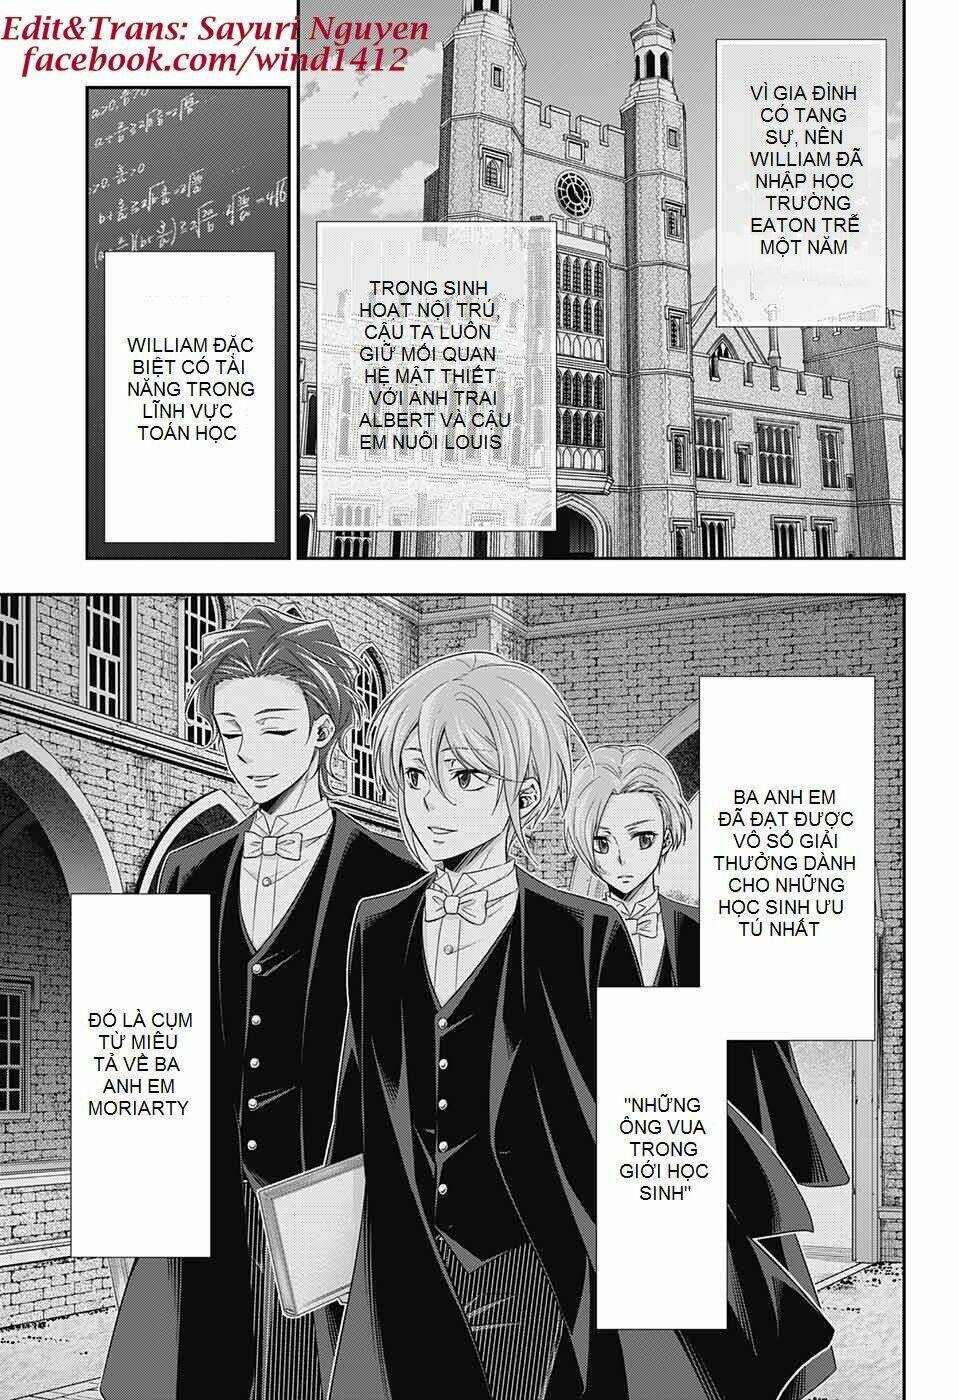 Edit&Trans: Sayuri Nguyen
facebook.com/wind1412
VÌ GIA ĐÌNH
CÓ TANG
SỰ, NÊN
WILLIAM ĐÃ
NHẬP HỌC
TRƯỜNG
EATON TRỄ
MỘT NĂM
TRONG SINH
HOẠT NỘI TRÚ,
CẬU TA LUÔN
GIỮ MỐI QUAN
HỆ MẬT THIẾT
VỚI ANH TRAI
ALBERT VÀ CẬU
EM NUÔI LOUIS
WILLIAM ĐẶC
BIỆT CÓ TÀI
NĂNG TRONG
LĨNH VỰC
TOÁN HỌC
BA ANH EM
ĐÃ ĐẠT ĐƯỢC
VÔ SỐ GIẢI
THƯỞNG DÀNH
CHO NHỮNG
HỌC SINH ƯU
TÚ NHẤT
"NHỮNG
ÔNG VUA
TRONG
GIỚI HỌC
SINH"
ĐÓ LÀ CỤM
TỪ MIÊU
TẢ VỀ BA
ANH EM
MORIARTY